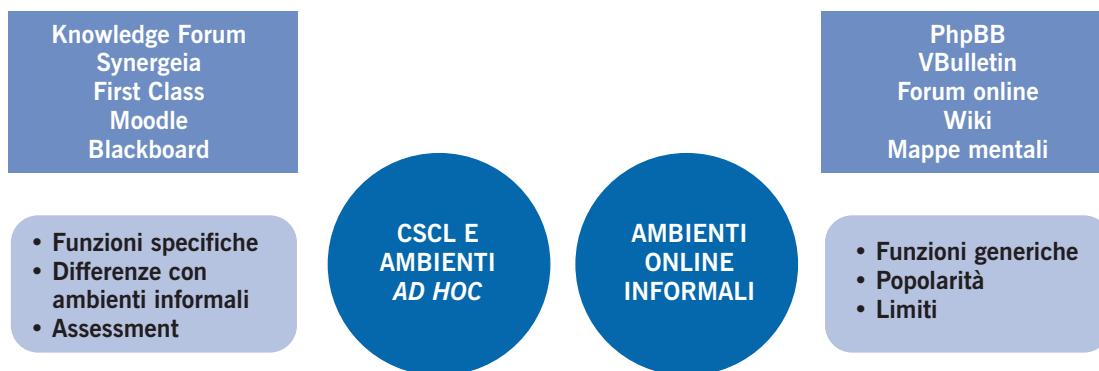 Knowledge Forum
Synergeia
First Class
Moodle
Blackboard
• Funzioni specifiche
• Differenze con
ambienti informali
• Assessment
CSCL E
AMBIENTI
AD HOC
AMBIENTI
ONLINE
INFORMALI
PhpBB
VBulletin
Forum online
Wiki
Mappe mentali
• Funzioni generiche
• Popolarità
• Limiti